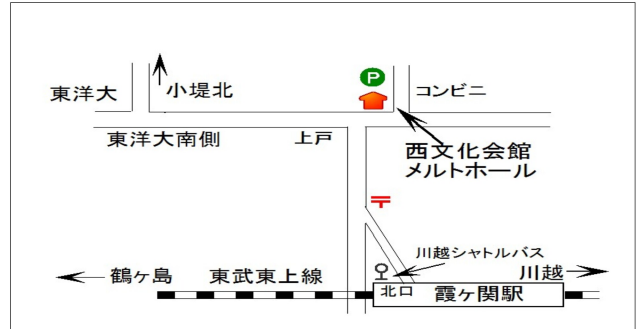 P
東洋大
小堤北
コンビニ
東洋大南側
上戸
西文化会館
メルトホール
〒
川越シャトルバス
鶴ヶ島
東武東上線
川越
北口
霞ヶ関駅